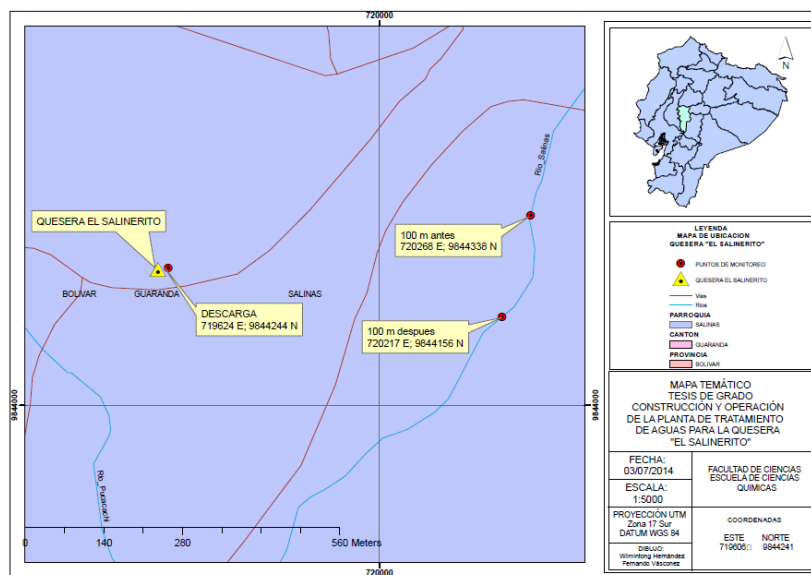 720000
QUESERA EL SALINERITO
Rio_Salinas
100 m antes
720268 E; 9844338 N
BOLIVAR
GUARANDA
SALINAS
DESCARGA
719624 E; 9844244 N
100 m despues
720217 E; 9844156 N
9844000
9844000
Rio_Pucacachi
0
140
280
560 Meters
720000
N
LEYENDA
MAPA DE UBICACION
QUESERA "EL SALINERITO"
PUNTOS DE MONITOREO
QUESERA EL SALINERITO
Vias
Rios
PARROQUIA
SALINAS
CANTON
GUARANDA
PROVINCIA
BOLIVAR
MAPA TEMÁTICO
TESIS DE GRADO
CONSTRUCCIÓN Y OPERACIÓN
DE LA PLANTA DE TRATAMIENTO
DE AGUAS PARA LA QUESERA
"EL SALINERITO"
FECHA:
03/07/2014
ESCALA:
1:5000
FACULTAD DE CIENCIAS
ESCUELA DE CIENCIAS
QUIMICAS
PROYECCIÓN UTM
Zona 17 Sur
DATUM WGS 84
DIBUJO:
Wilmintong Hernández
Fernando Vásconez
COORDENADAS
ESTE NORTE
719606 9844241